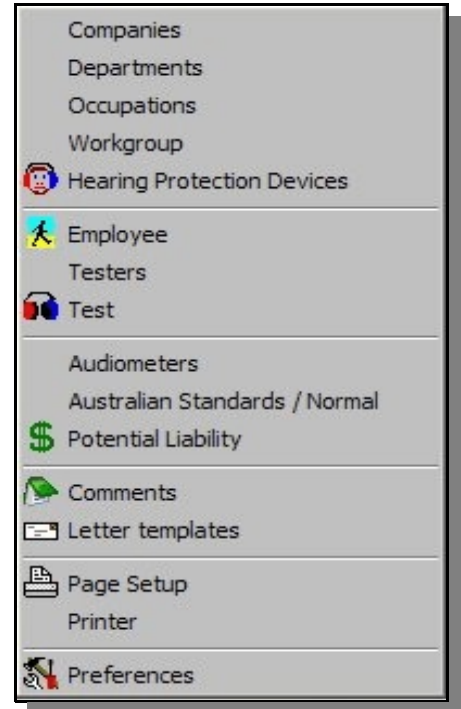 Companies
Departments
Occupations
Workgroup
Hearing Protection Devices
Employee
Testers
Test
Audiometers
Australian Standards / Normal
Potential Liability
Comments
Letter templates
Page Setup
Printer
Preferences